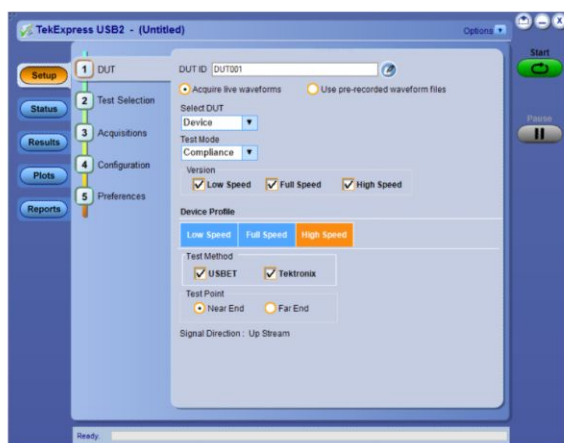 TekExpress USB2 - (Untitled)
Options
Start
Setup
Status
Results
Plots
Reports
1 DUT
2 Test Selection
3 Acquisitions
4 Configuration
5 Preferences
DUT ID DUT001
Acquire live waveforms
Use pre-recorded waveform files
Select DUT
Device
Test Mode
Compliance
Version
Low Speed Full Speed High Speed
Device Profile
Low Speed Full Speed High Speed
Test Method
USBET Tektronix
Test Point
Near End Far End
Signal Direction : Up Stream
Pause
Ready.